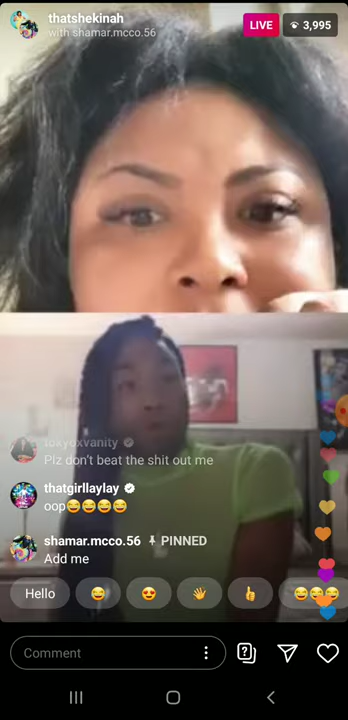 thatshekinah
LIVE
3,995
with shamar.mcco.56
tokyoxvanity
Plz don't beat the shit out me
thatgirllaylay
oop😂😂😂😂
shamar.mcco.56 PINNED
Add me
Hello 😂 😍 👋 👍 😂😂😂
Comment